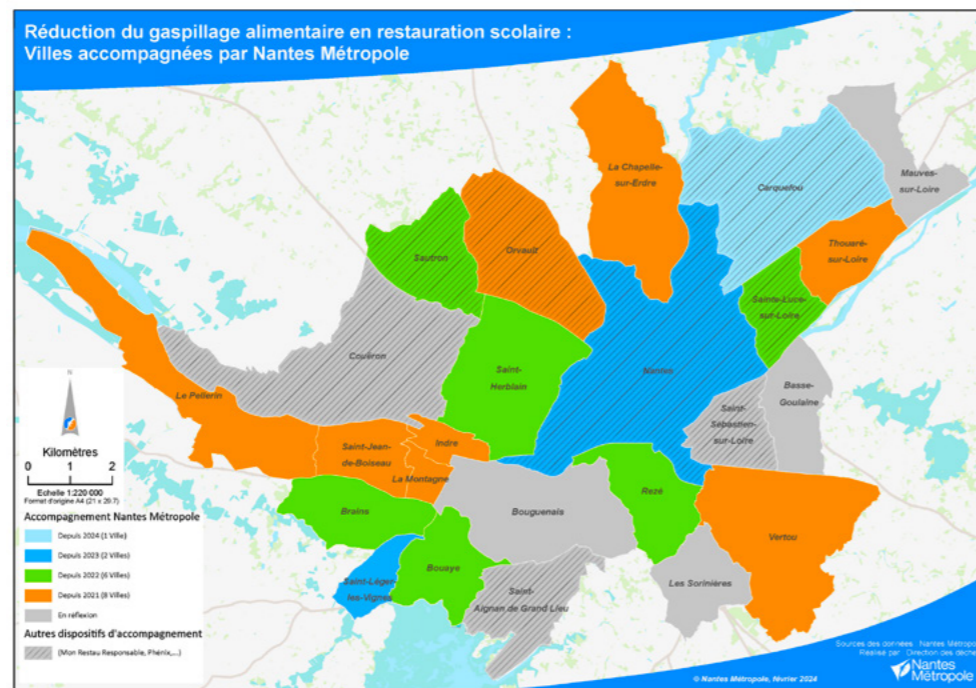 Réduction du gaspillage alimentaire en restauration scolaire :
Villes accompagnées par Nantes Métropole
La Chapelle-
sur-Erdre
Mauves-
sur-Loire
Carquefou
Thouaré-
sur-Loire
Orvault
Sautron
Sainte-Luce-
sur-Loire
Couëron
Saint-
Herblain
Nantes
Basse-
Goulaine
Saint-
Sébastien-
sur-Loire
Le Pellerin
Saint-Jean-
de-Boiseau
Indre
La Montagne
Bouguenais
Rezé
Vertou
Brains
Bouaye
Saint-Léger-
les-Vignes
Saint-
Aignan de Grand Lieu
Les Sorinières
N
Kilomètres
0 1 2
Echelle 1:220 000
Format d'origine A4 (21 x 29.7)
Accompagnement Nantes Métropole
Depuis 2024 (1 Ville)
Depuis 2023 (2 Villes)
Depuis 2022 (6 Villes)
Depuis 2021 (8 Villes)
En réflexion
Autres dispositifs d'accompagnement
(Mon Restau Responsable, Phénix,...)
Sources des données : Nantes Métropo
Réalisé par : Direction des déche
© Nantes Métropole, février 2024
Nantes
Métropole